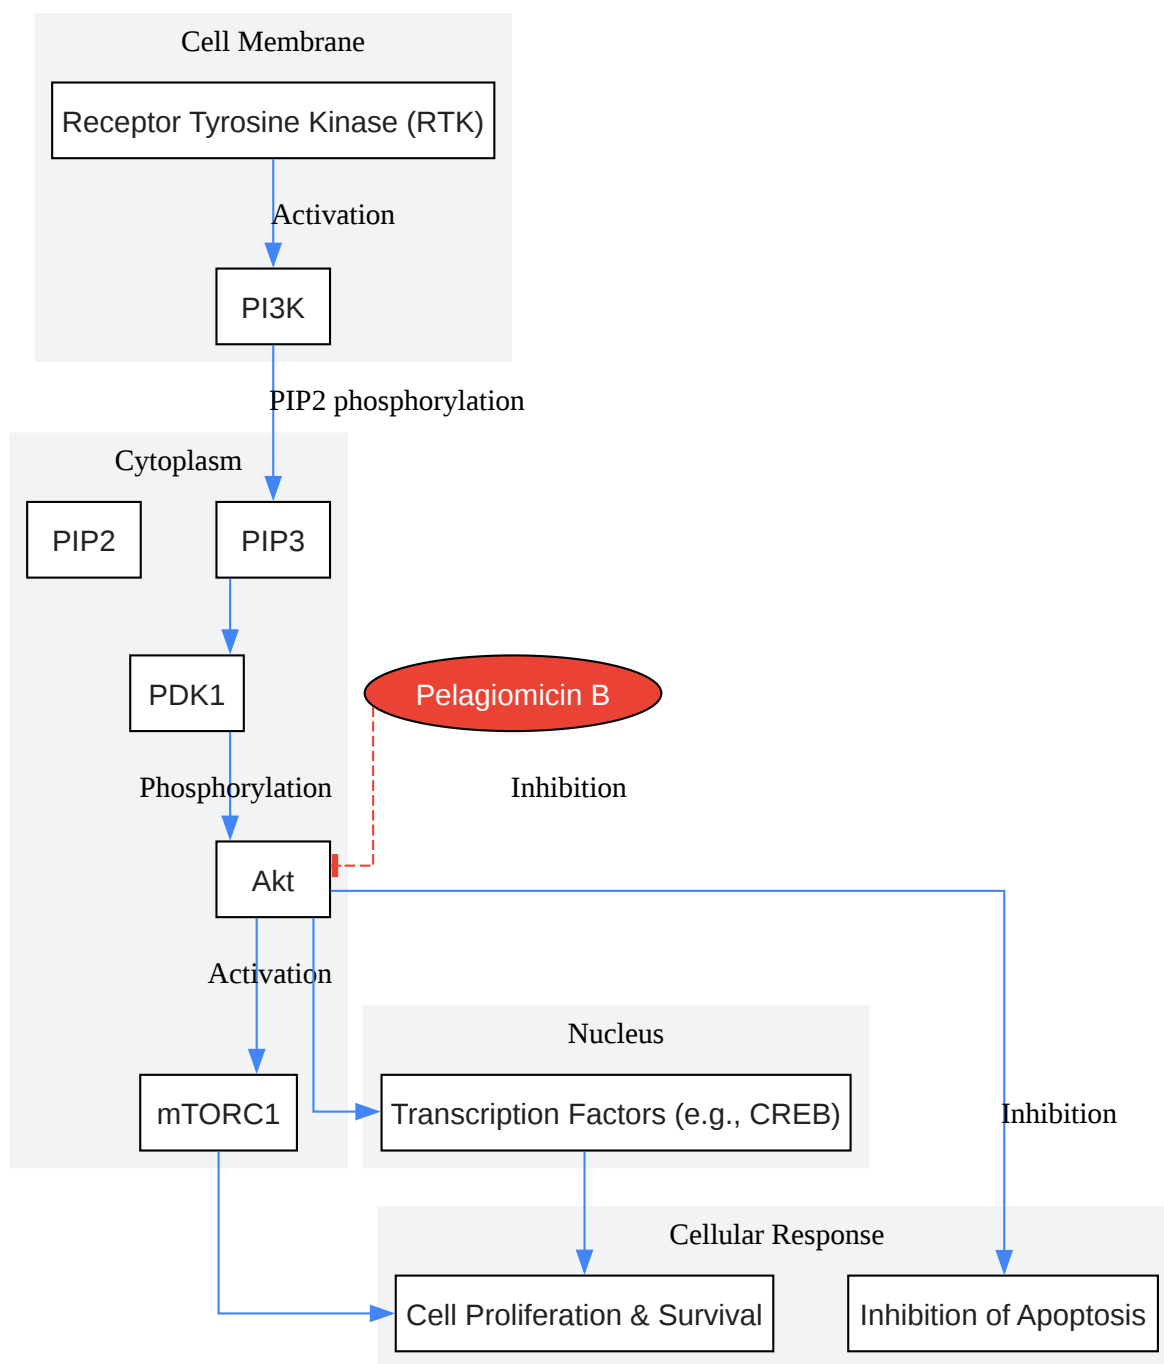 Cell Membrane
Receptor Tyrosine Kinase (RTK)
Activation
PI3K
PIP2 phosphorylation
Cytoplasm
PIP2
PIP3
PDK1
Pelagiomicin B
Phosphorylation
Inhibition
Akt
Activation
Nucleus
mTORC1
Transcription Factors (e.g., CREB)
Inhibition
Cellular Response
Cell Proliferation & Survival
Inhibition of Apoptosis